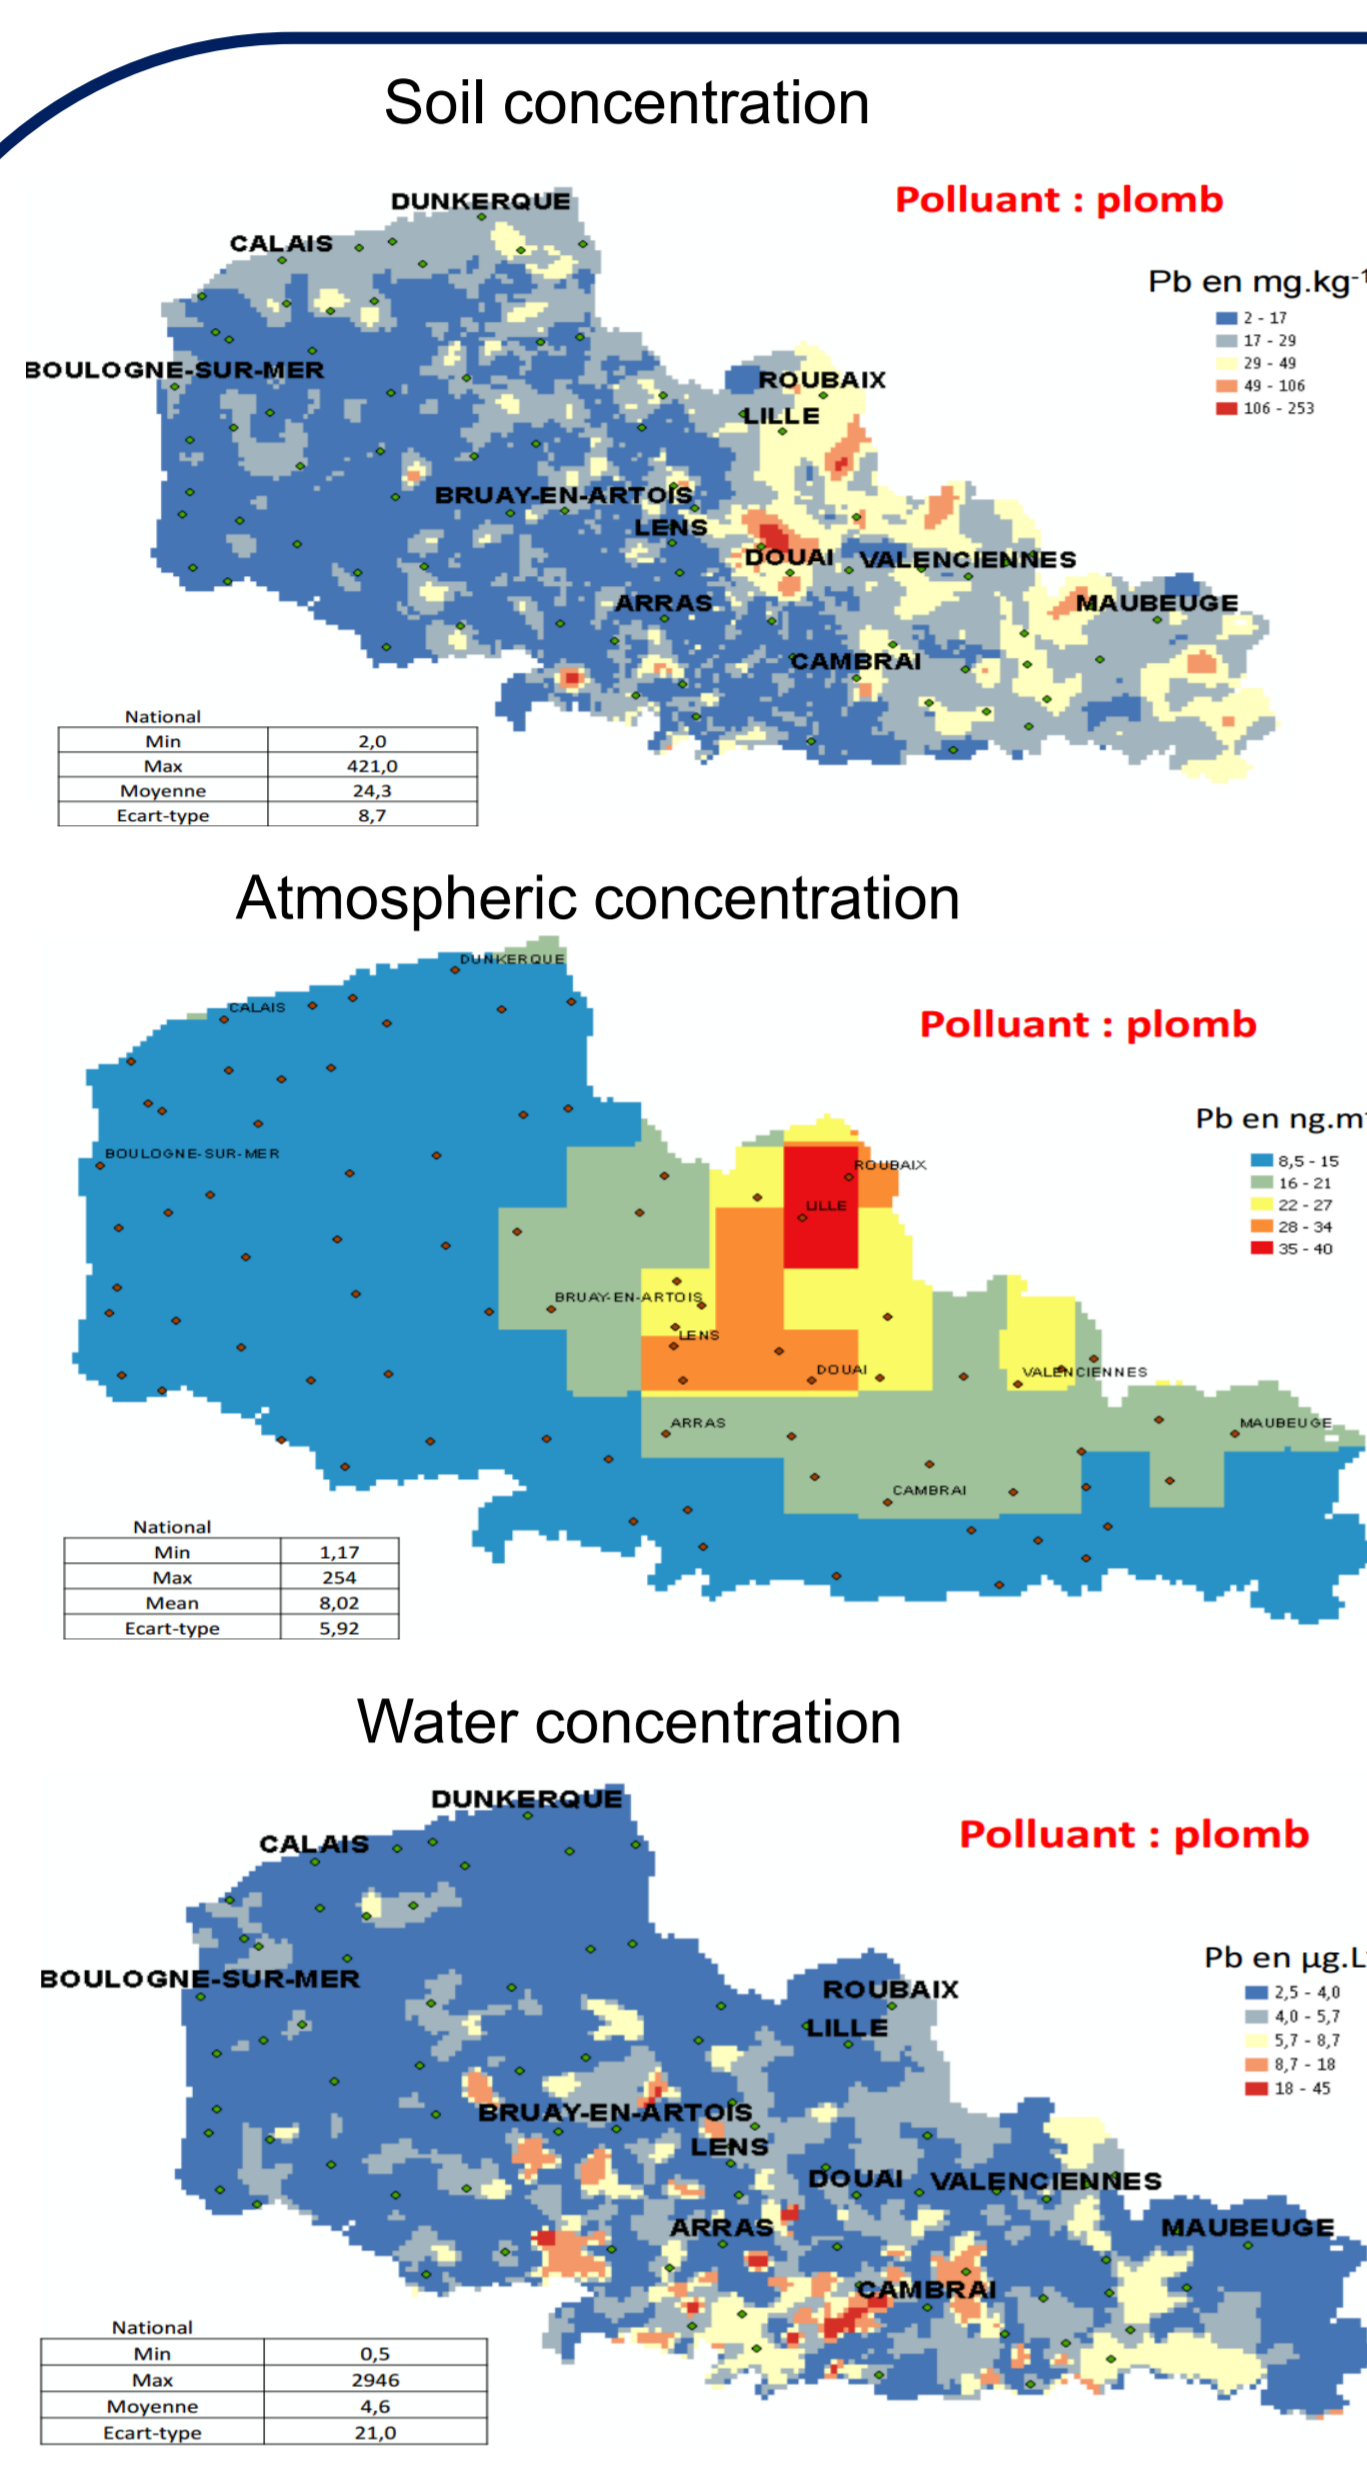 Soil concentration
Polluant : plomb
DUNKERQUE
CALAIS
Pb en mg.kg-1
2 - 17
17 - 29
29 - 49
49 - 106
106 - 253
BOULOGNE-SUR-MER
ROUBAIX
LILLE
BRUAY-EN-ARTOIS
LENS
DOUAI
VALENCIENNES
ARRAS
MAUBEUGE
CAMBRAI
National
Min 2,0
Max 421,0
Moyenne 24,3
Ecart-type 8,7
Atmospheric concentration
DUNKERQUE
CALAIS
Polluant : plomb
Pb en ng.m
8,5 - 15
16 - 21
22 - 27
28 - 34
35 - 40
BOULOGNE-SUR-MER
ROUBAIX
LILLE
BRUAY-EN-ARTOIS
LENS
DOUAI
VALENCIENNES
ARRAS
MAUBEUGE
CAMBRAI
National
Min 1,17
Max 254
Mean 8,02
Ecart-type 5,92
Water concentration
DUNKERQUE
CALAIS
Polluant : plomb
Pb en µg.L
2,5 - 4,0
4,0 - 5,7
5,7 - 8,7
8,7 - 18
18 - 45
BOULOGNE-SUR-MER
ROUBAIX
LILLE
BRUAY-EN-ARTOIS
LENS
DOUAI
VALENCIENNES
ARRAS
MAUBEUGE
CAMBRAI
National
Min 0,5
Max 2946
Moyenne 4,6
Ecart-type 21,0